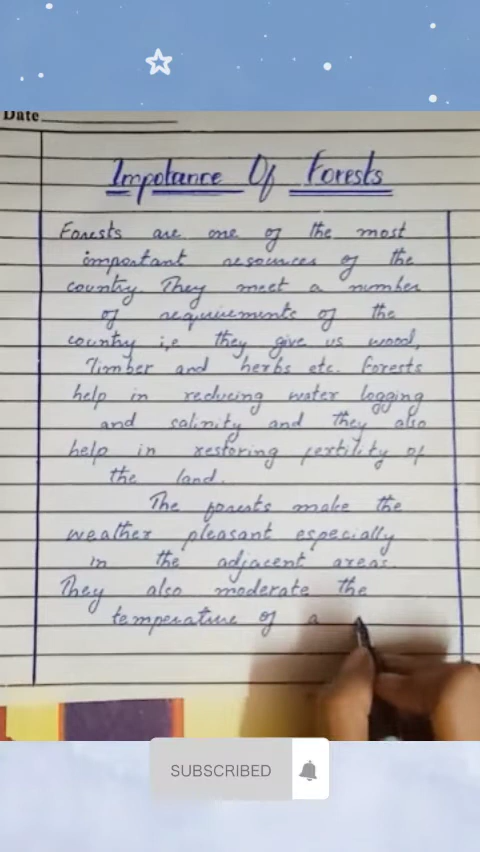 Date
Impotance Of Forests
Forests are one of the most
important resources of the
country. They meet a number
of requirements of the
country i,e they give us wood,
Timber and herbs etc. Forests
help in reducing water logging
and salinity and they also
help in restoring fertility of
the land.
The forests make the
weather pleasant especially
in the adjacent areas.
They also moderate the
temperature of a
SUBSCRIBED